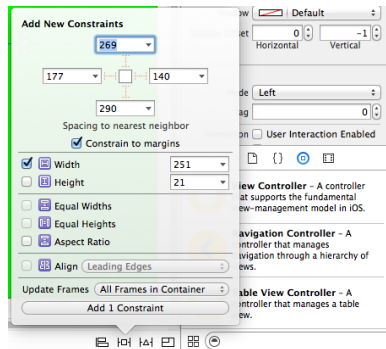 Add New Constraints
269
177
140
290
Spacing to nearest neighbor
Constrain to margins
Width 251
Height 21
Equal Widths
Equal Heights
Aspect Ratio
Align Leading Edges
Update Frames All Frames in Container
Add 1 Constraint
Default
0 -1
Horizontal Vertical
Left
0
User Interaction Enabled
{}
View Controller – A controller
that supports the fundamental
view-management model in iOS.
Navigation Controller – A
controller that manages
navigation through a hierarchy of
views.
Table View Controller – A
controller that manages a table
view.